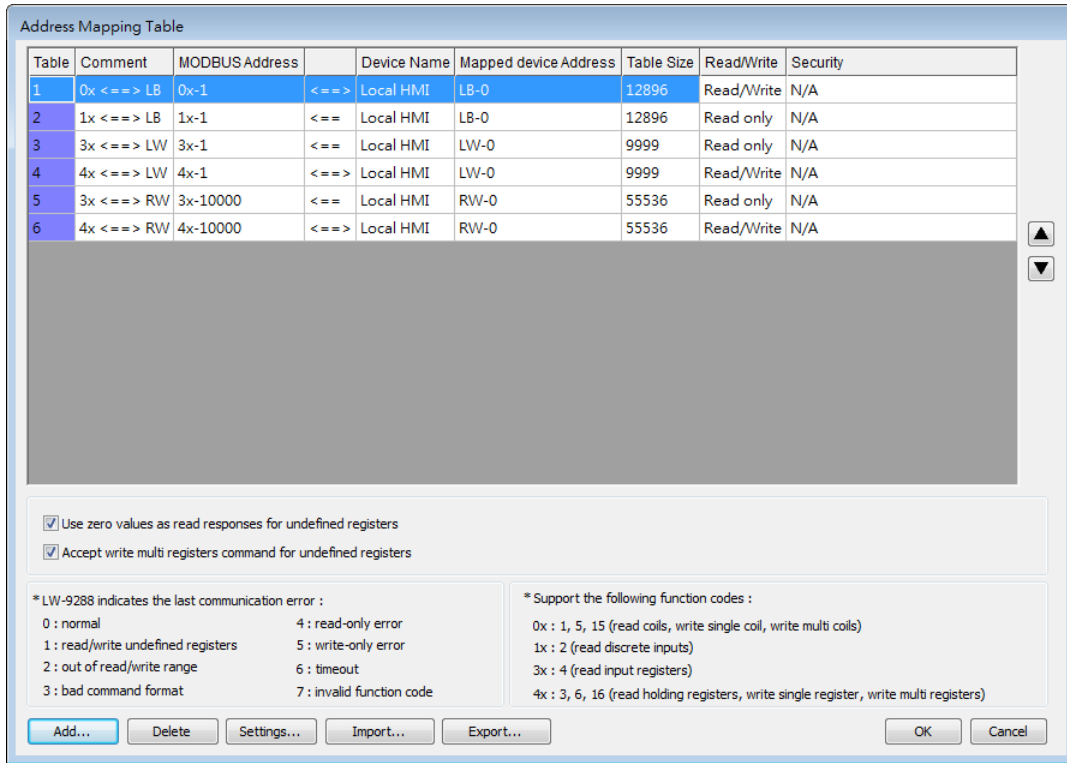 Address Mapping Table
Table Comment MODBUS Address Device Name Mapped device Address Table Size Read/Write Security
1 0x <==> LB 0x-1 <==> Local HMI LB-0 12896 Read/Write N/A
2 1x <==> LB 1x-1 <== Local HMI LB-0 12896 Read only N/A
3 3x <==> LW 3x-1 <== Local HMI LW-0 9999 Read only N/A
4 4x <==> LW 4x-1 <==> Local HMI LW-0 9999 Read/Write N/A
5 3x <==> RW 3x-10000 <== Local HMI RW-0 55536 Read only N/A
6 4x <==> RW 4x-10000 <==> Local HMI RW-0 55536 Read/Write N/A
Use zero values as read responses for undefined registers
Accept write multi registers command for undefined registers
* LW-9288 indicates the last communication error :
0 : normal
1 : read/write undefined registers
2 : out of read/write range
3 : bad command format
4 : read-only error
5 : write-only error
6 : timeout
7 : invalid function code
* Support the following function codes :
0x : 1, 5, 15 (read coils, write single coil, write multi coils)
1x : 2 (read discrete inputs)
3x : 4 (read input registers)
4x : 3, 6, 16 (read holding registers, write single register, write multi registers)
Add... Delete Settings... Import... Export... OK Cancel